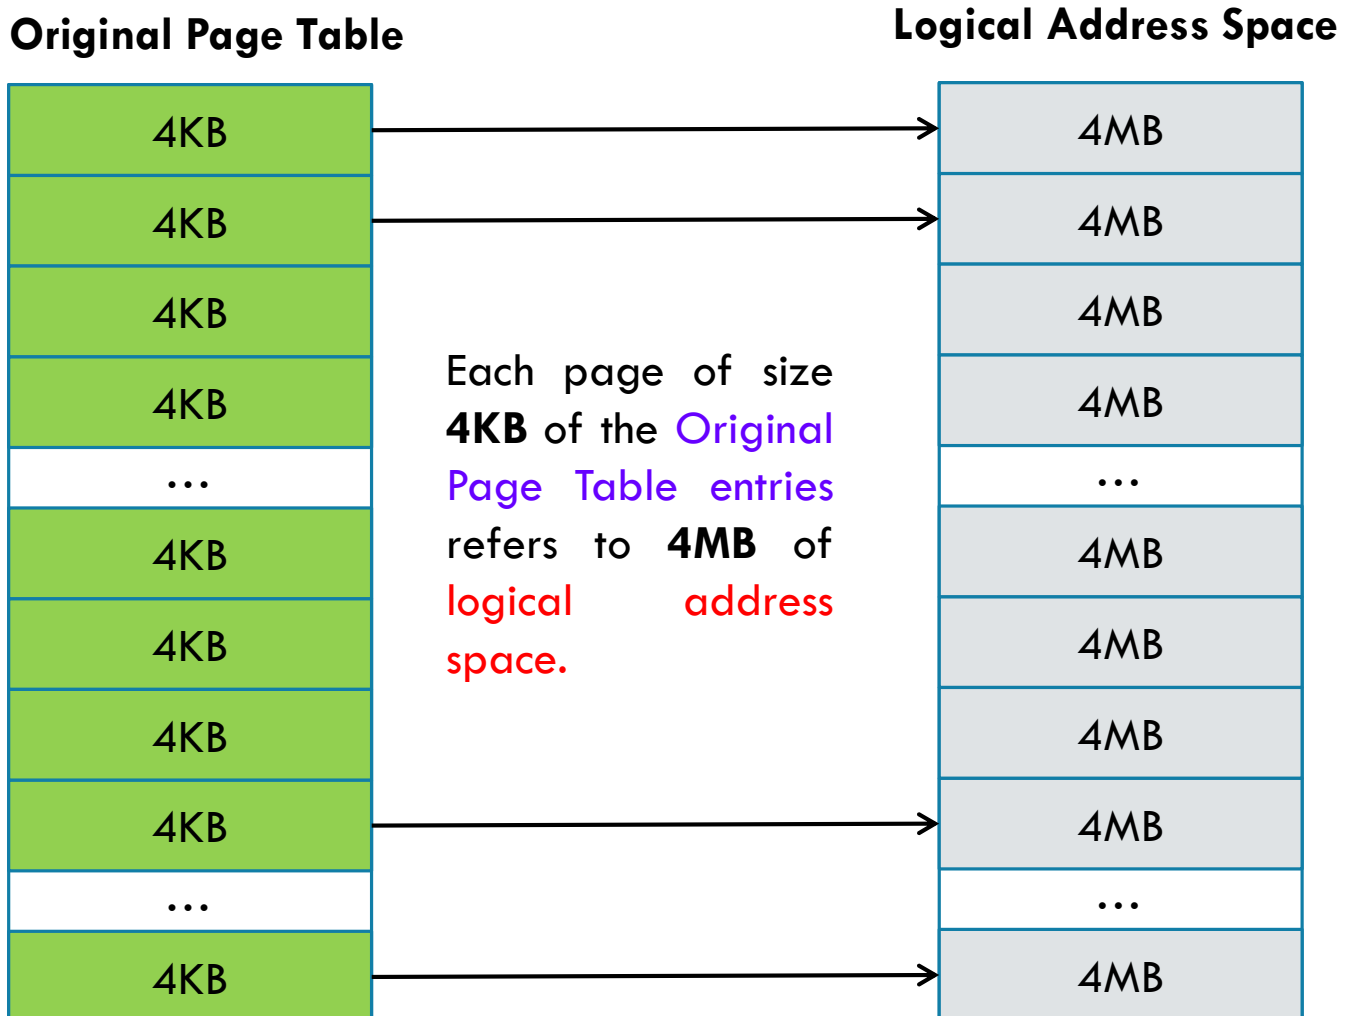 Original Page Table
Logical Address Space
4KB
4MB
4KB
4MB
4KB
4MB
4KB
4MB
...
...
Each page of size
4KB of the Original
Page Table entries
refers to 4MB of
logical address
space.
4KB
4MB
4KB
4MB
4KB
4MB
4KB
4MB
...
...
4KB
4MB